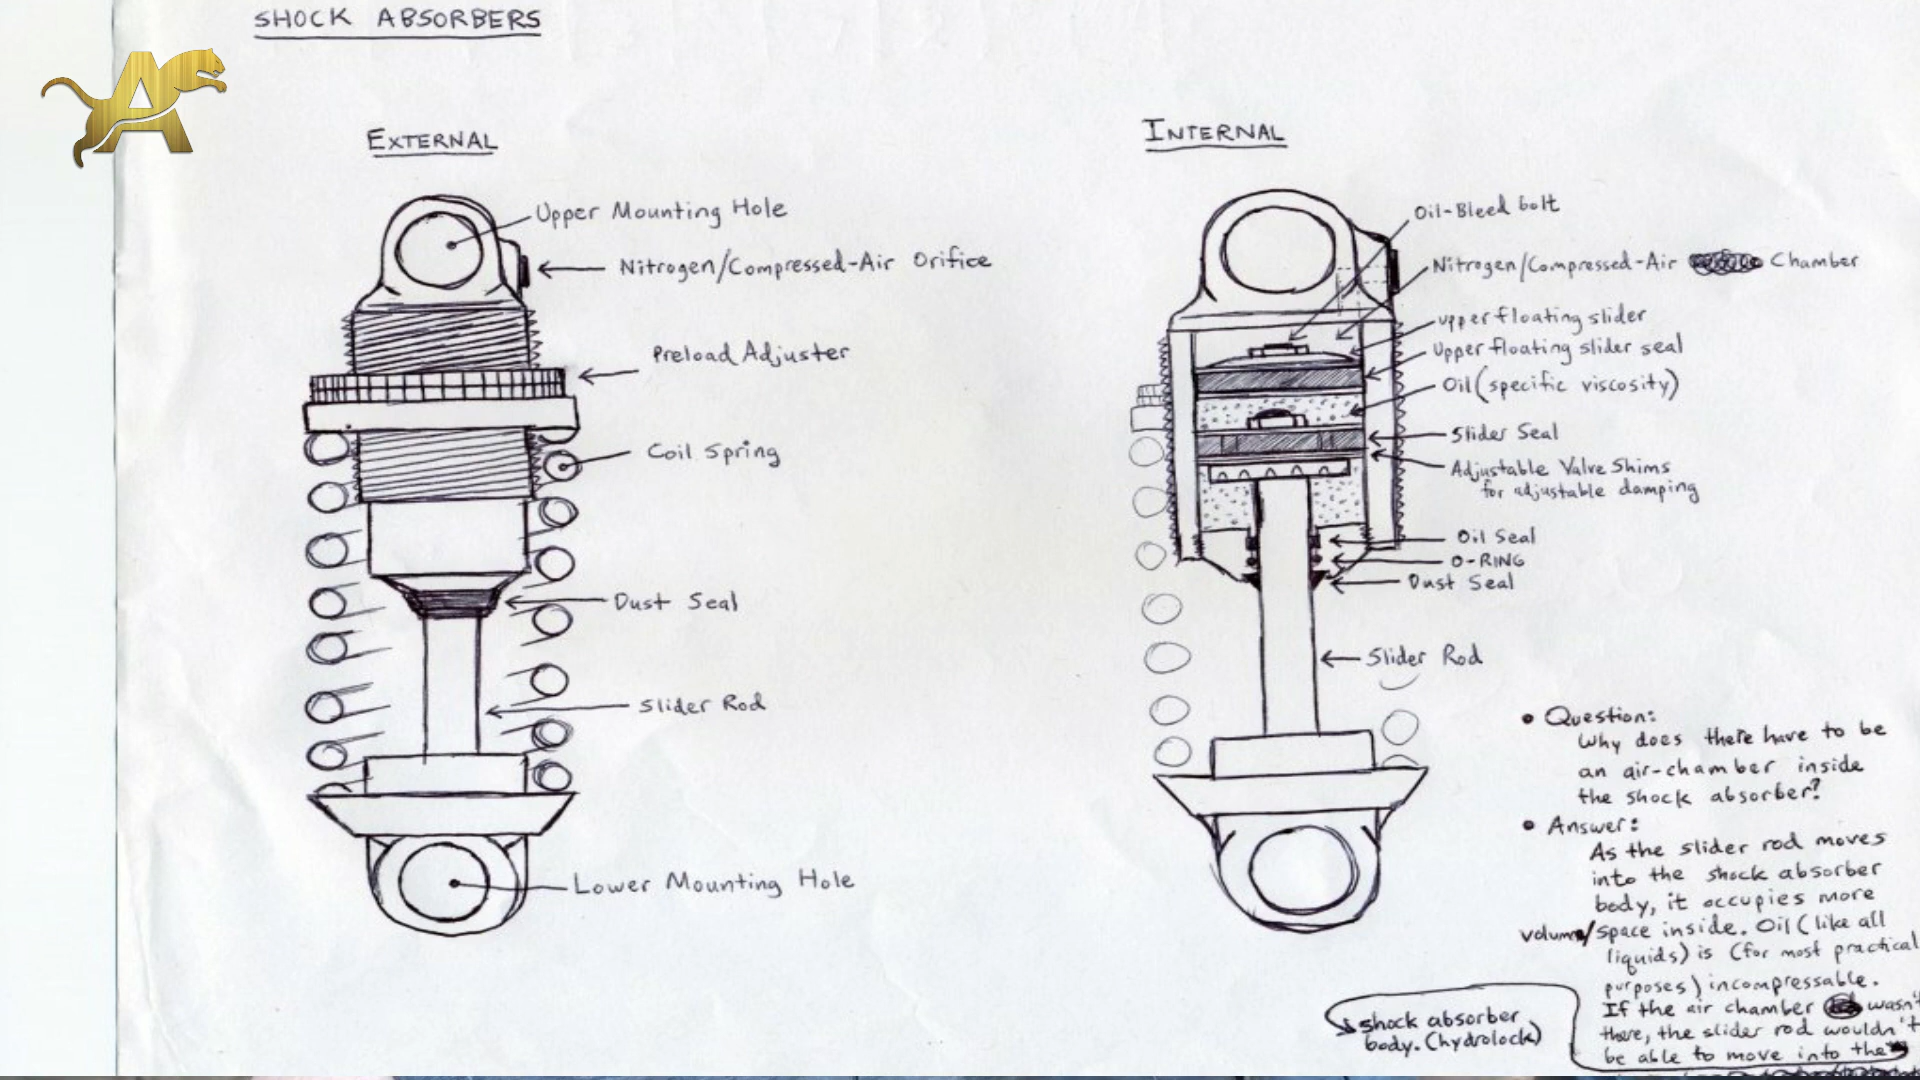 SHOCK ABSORBERS
A
EXTERNAL
Upper Mounting Hole
Nitrogen/Compressed-Air Orifice
Preload Adjuster
Coil Spring
Dust Seal
Slider Rod
Lower Mounting Hole
INTERNAL
Oil-Bleed bolt
Nitrogen/Compressed-Air Chamber
upper floating slider
Upper floating slider seal
Oil (specific viscosity)
Slider Seal
Adjustable Valve Shims
for adjustable damping
Oil Seal
O-RING
Dust Seal
Slider Rod
• Question:
Why does there have to be
an air-chamber inside
the shock absorber?
• Answer:
As the slider rod moves
into the shock absorber
body, it occupies more
volume/space inside. Oil (like all
liquids) is (for most practical
purposes) incompressable.
If the air chamber wasn't
there, the slider rod wouldn't
be able to move into the
shock absorber
body. (hydrolock)